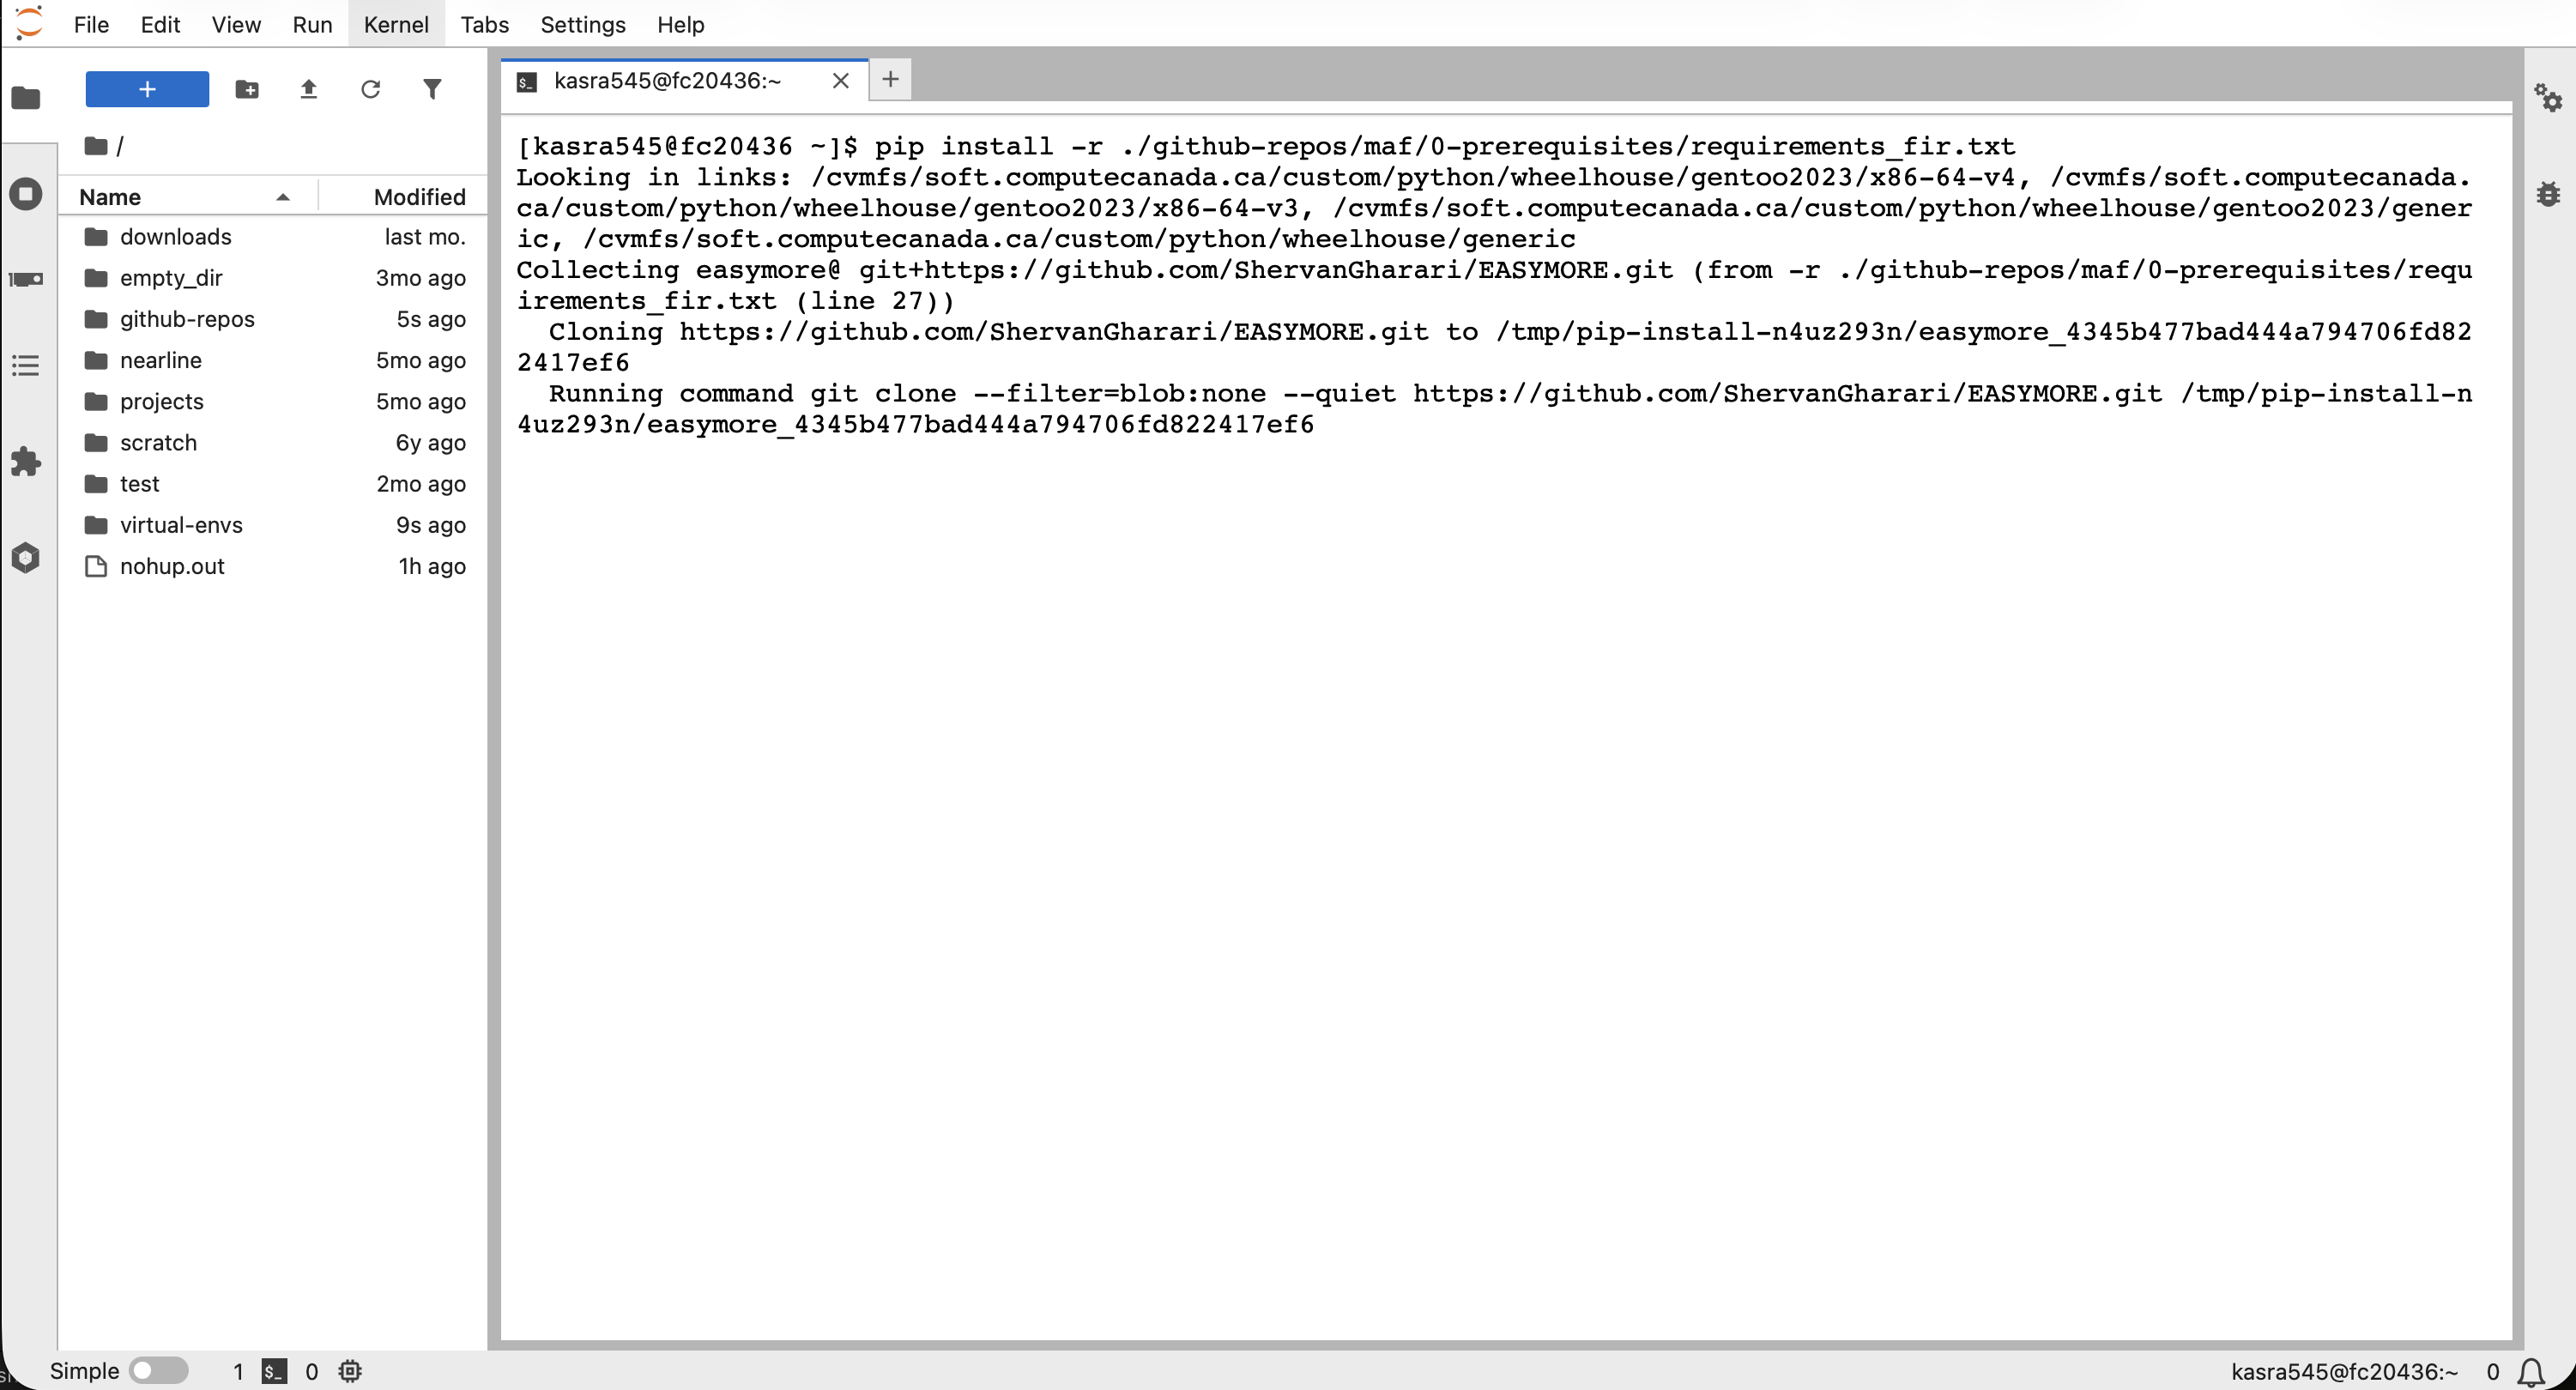 File Edit View Run Kernel Tabs Settings Help
kasra545@fc20436:~
/
Name Modified
downloads last mo.
empty_dir 3mo ago
github-repos 5s ago
nearline 5mo ago
projects 5mo ago
scratch 6y ago
test 2mo ago
virtual-envs 9s ago
nohup.out 1h ago
[kasra545@fc20436 ~]$ pip install -r ./github-repos/maf/0-prerequisites/requirements_fir.txt
Looking in links: /cvmfs/soft.computecanada.ca/custom/python/wheelhouse/gentoo2023/x86-64-v4, /cvmfs/soft.computecanada.
ca/custom/python/wheelhouse/gentoo2023/x86-64-v3, /cvmfs/soft.computecanada.ca/custom/python/wheelhouse/gentoo2023/gener
ic, /cvmfs/soft.computecanada.ca/custom/python/wheelhouse/generic
Collecting easymore@ git+https://github.com/ShervanGharari/EASYMORE.git (from -r ./github-repos/maf/0-prerequisites/requ
irements_fir.txt (line 27))
  Cloning https://github.com/ShervanGharari/EASYMORE.git to /tmp/pip-install-n4uz293n/easymore_4345b477bad444a794706fd82
2417ef6
  Running command git clone --filter=blob:none --quiet https://github.com/ShervanGharari/EASYMORE.git /tmp/pip-install-n
4uz293n/easymore_4345b477bad444a794706fd822417ef6
Simple 1 $_ 0 kasra545@fc20436:~ 0